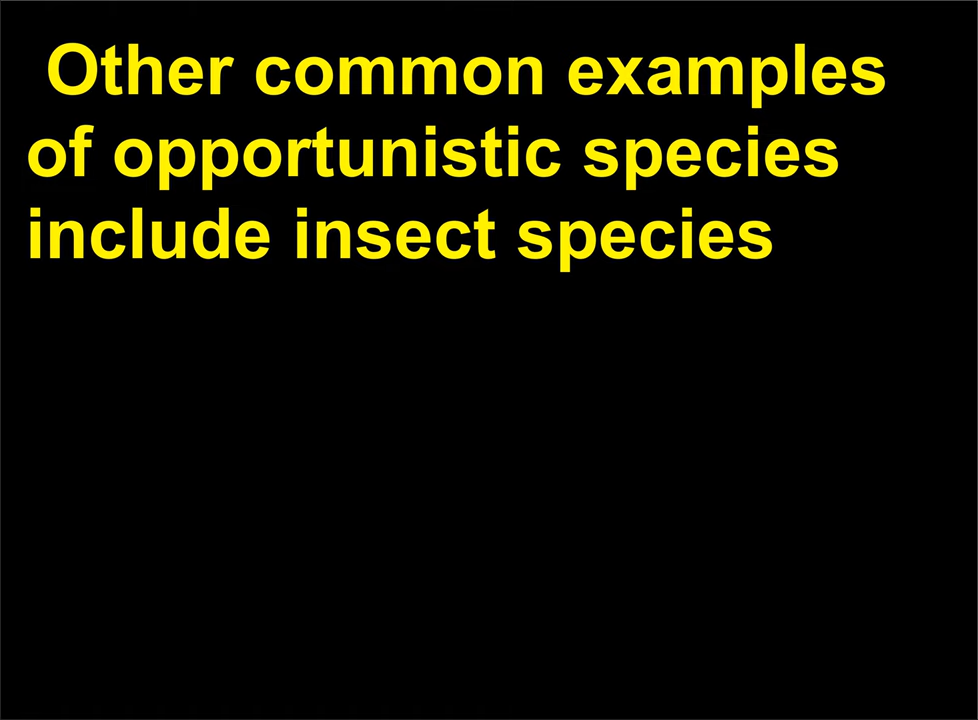 Other common examples
of opportunistic species
include insect species